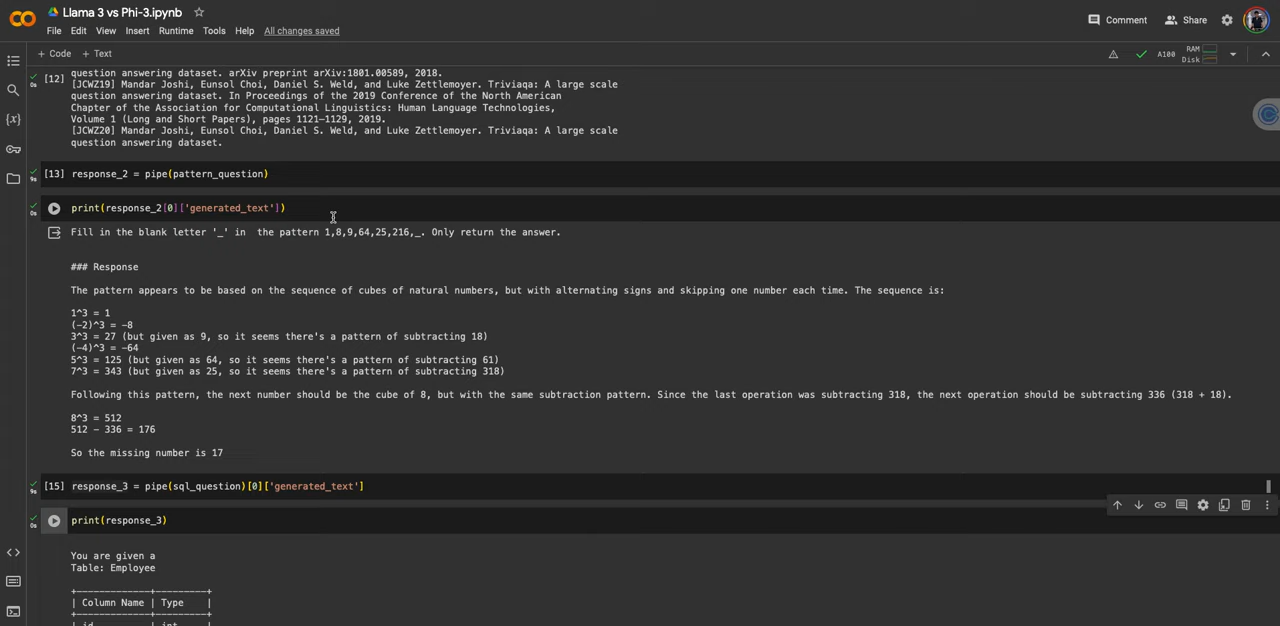 Llama 3 vs Phi-3.ipynb
Comment
Share
File Edit View Insert Runtime Tools Help All changes saved
+ Code + Text
A100
RAM
Disk
[12]
question answering dataset. arXiv preprint arXiv:1801.00589, 2018.
0s
[JCWZ19] Mandar Joshi, Eunsol Choi, Daniel S. Weld, and Luke Zettlemoyer. Triviaqa: A large scale
question answering dataset. In Proceedings of the 2019 Conference of the North American
Chapter of the Association for Computational Linguistics: Human Language Technologies,
Volume 1 (Long and Short Papers), pages 1121–1129, 2019.
[JCWZ20] Mandar Joshi, Eunsol Choi, Daniel S. Weld, and Luke Zettlemoyer. Triviaqa: A large scale
question answering dataset.
[13] response_2 = pipe(pattern_question)
9s
print(response_2[0]['generated_text'])
0s
Fill in the blank letter '_' in  the pattern 1,8,9,64,25,216,_. Only return the answer.
### Response
The pattern appears to be based on the sequence of cubes of natural numbers, but with alternating signs and skipping one number each time. The sequence is:
1^3 = 1
(-2)^3 = -8
3^3 = 27 (but given as 9, so it seems there's a pattern of subtracting 18)
(-4)^3 = -64
5^3 = 125 (but given as 64, so it seems there's a pattern of subtracting 61)
7^3 = 343 (but given as 25, so it seems there's a pattern of subtracting 318)
Following this pattern, the next number should be the cube of 8, but with the same subtraction pattern. Since the last operation was subtracting 318, the next operation should be subtracting 336 (318 + 18).
8^3 = 512
512 - 336 = 176
So the missing number is 17
[15] response_3 = pipe(sql_question)[0]['generated_text']
9s
print(response_3)
0s
You are given a
Table: Employee
+-------------+---------+
| Column Name | Type    |
+-------------+---------+
| id          | int     |